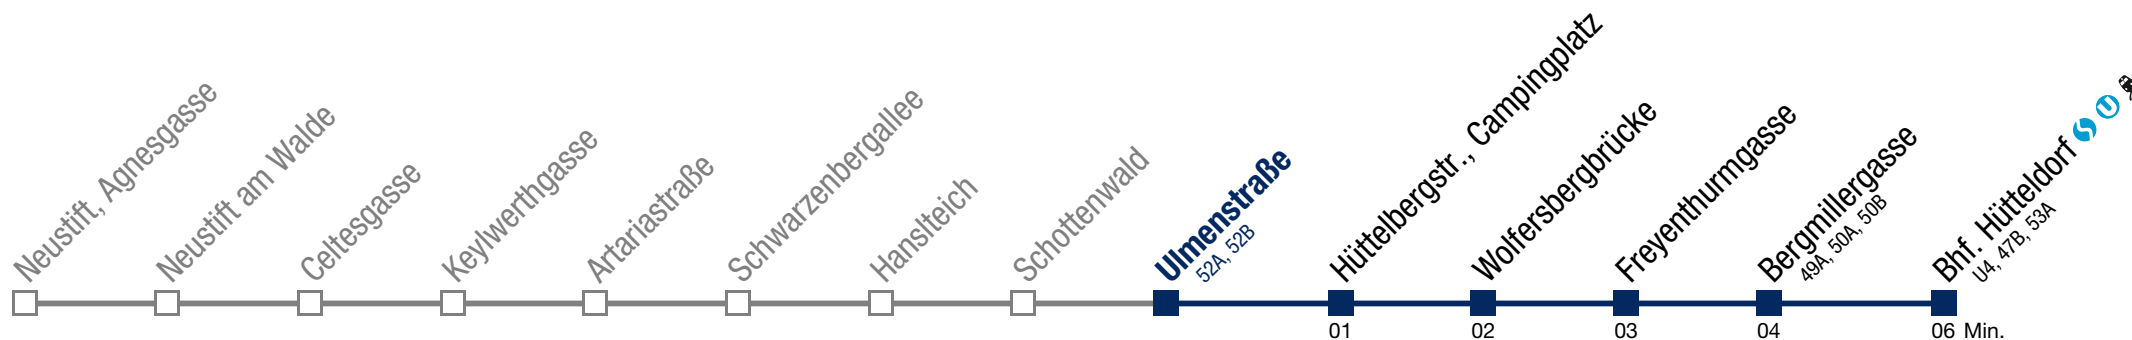 Neustift, Agnesgasse
Neustift am Walde
Celtesgasse
Keylwerthgasse
Artariastraße
Schwarzenbergallee
Hanslteich
Schottenwald
Ulmenstraße
52A, 52B
Hüttelbergstr., Campingplatz
Wolfersbergbrücke
Freyenthurmgasse
Bergmillergasse
49A, 50A, 50B
Bhf. Hütteldorf S U
U4, 47B, 53A
01
02
03
04
06 Min.